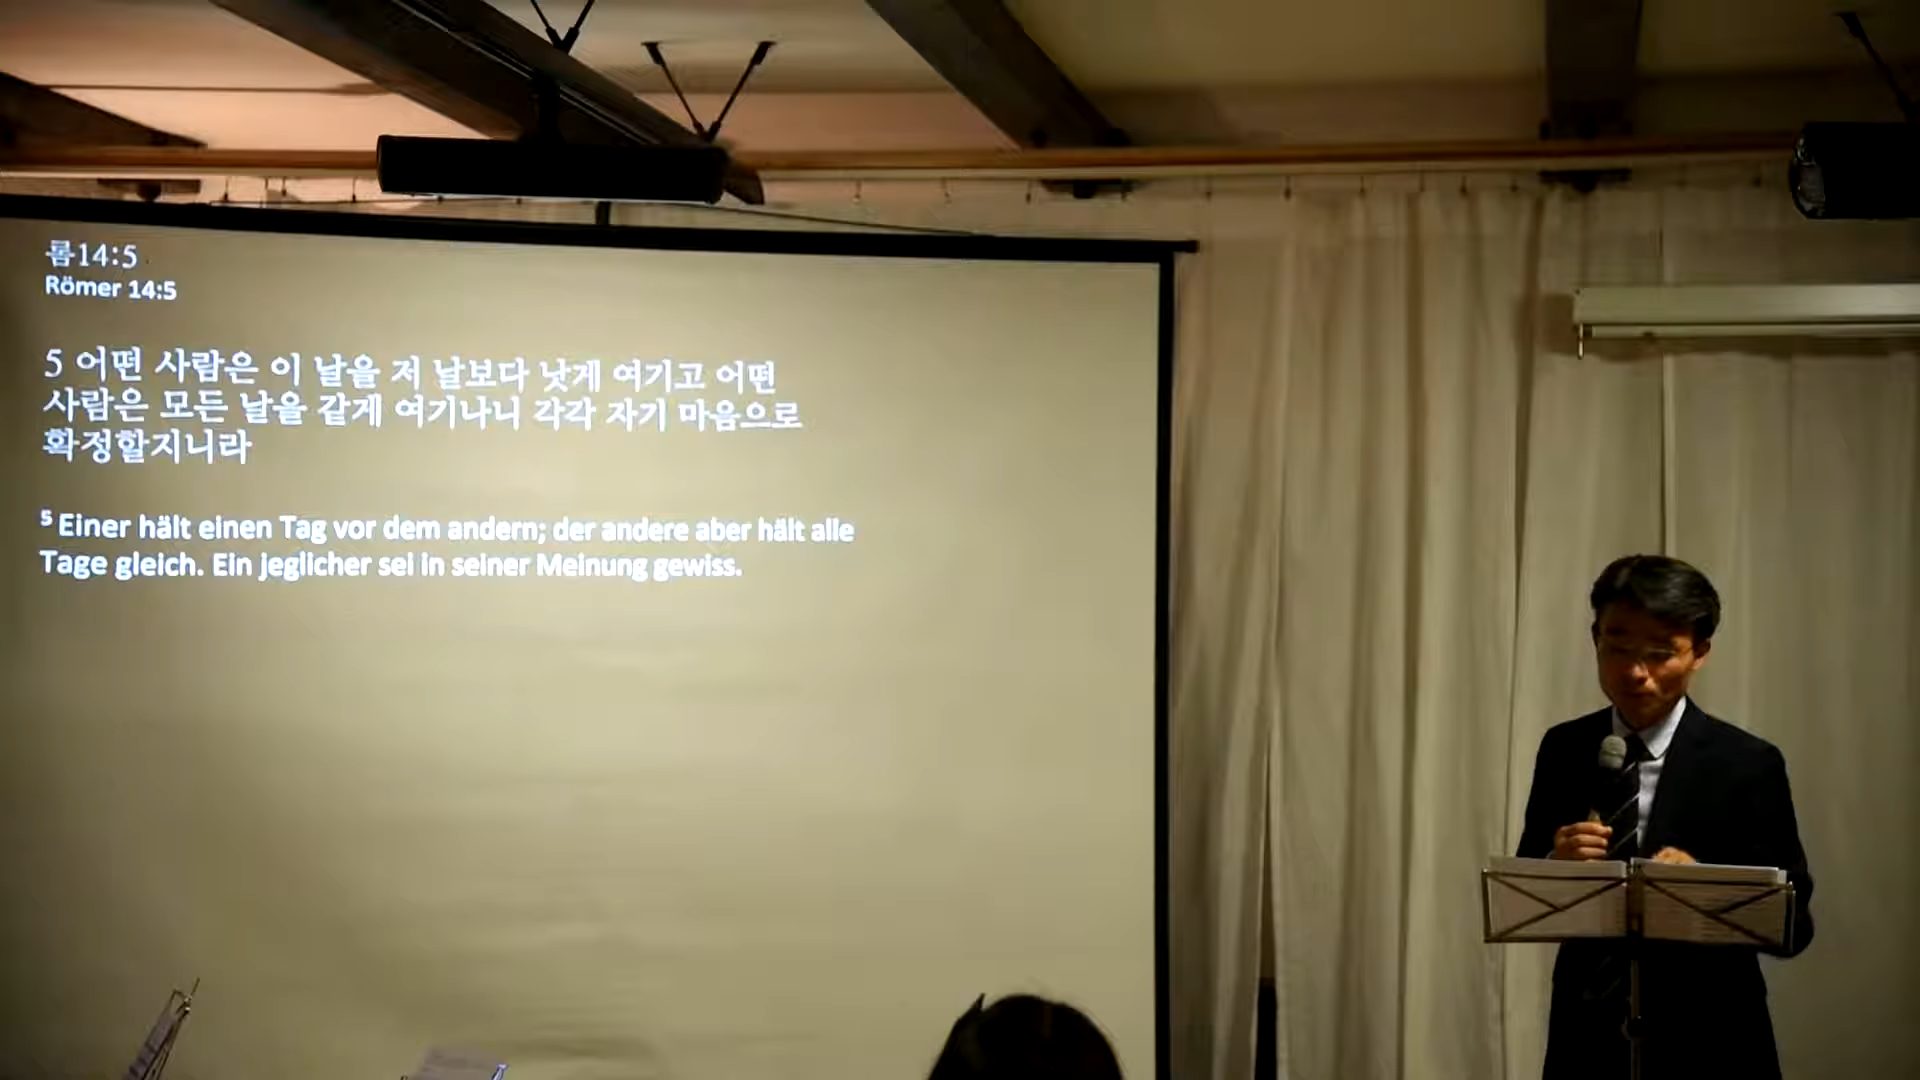 롬14:5
Römer 14:5
5 어떤 사람은 이 날을 저 날보다 낫게 여기고 어떤
사람은 모든 날을 같게 여기나니 각각 자기 마음으로
확정할지니라
5 Einer hält einen Tag vor dem andern; der andere aber hält alle
Tage gleich. Ein jeglicher sei in seiner Meinung gewiss.